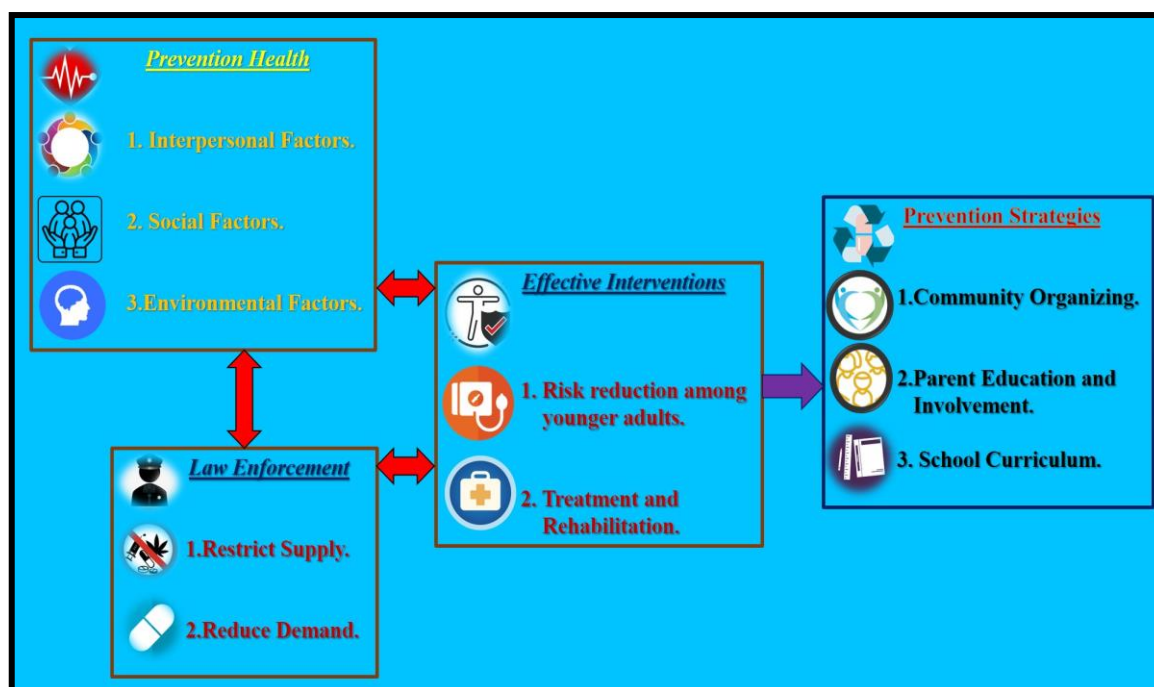 Prevention Health
1. Interpersonal Factors.
2. Social Factors.
3.Environmental Factors.
Law Enforcement
1.Restrict Supply.
2.Reduce Demand.
Effective Interventions
1. Risk reduction among
younger adults.
2. Treatment and
Rehabilitation.
Prevention Strategies
1.Community Organizing.
2.Parent Education and
Involvement.
3. School Curriculum.